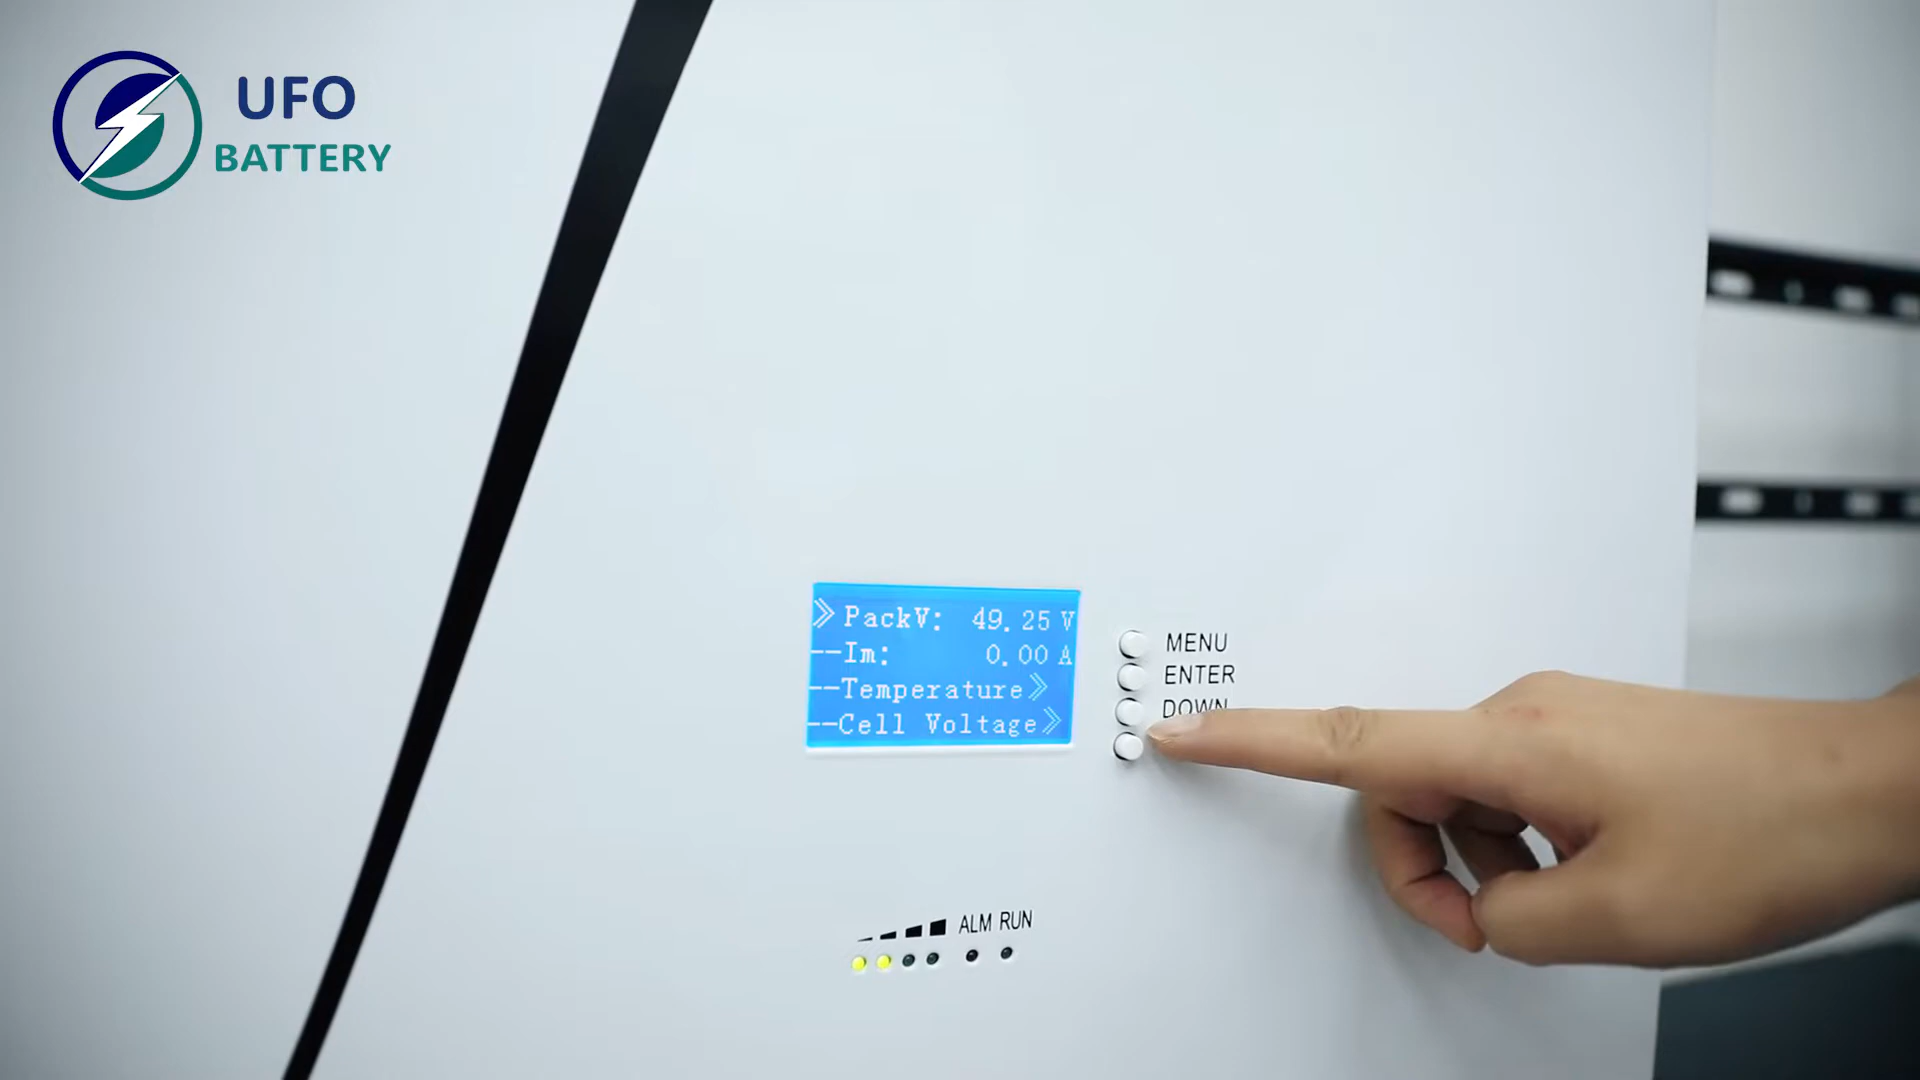 UFO
BATTERY
》PackV: 49.25 V
--Im: 0.00 A
--Temperature》
--Cell Voltage》
MENU
ENTER
DOWN
ALM RUN